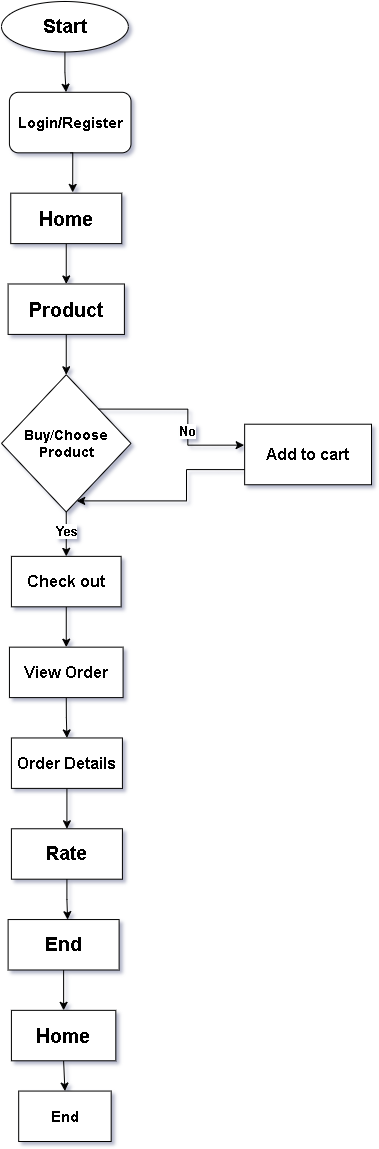 Start
Login/Register
Home
Product
Buy/Choose
Product
No
Add to cart
Yes
Check out
View Order
Order Details
Rate
End
Home
End